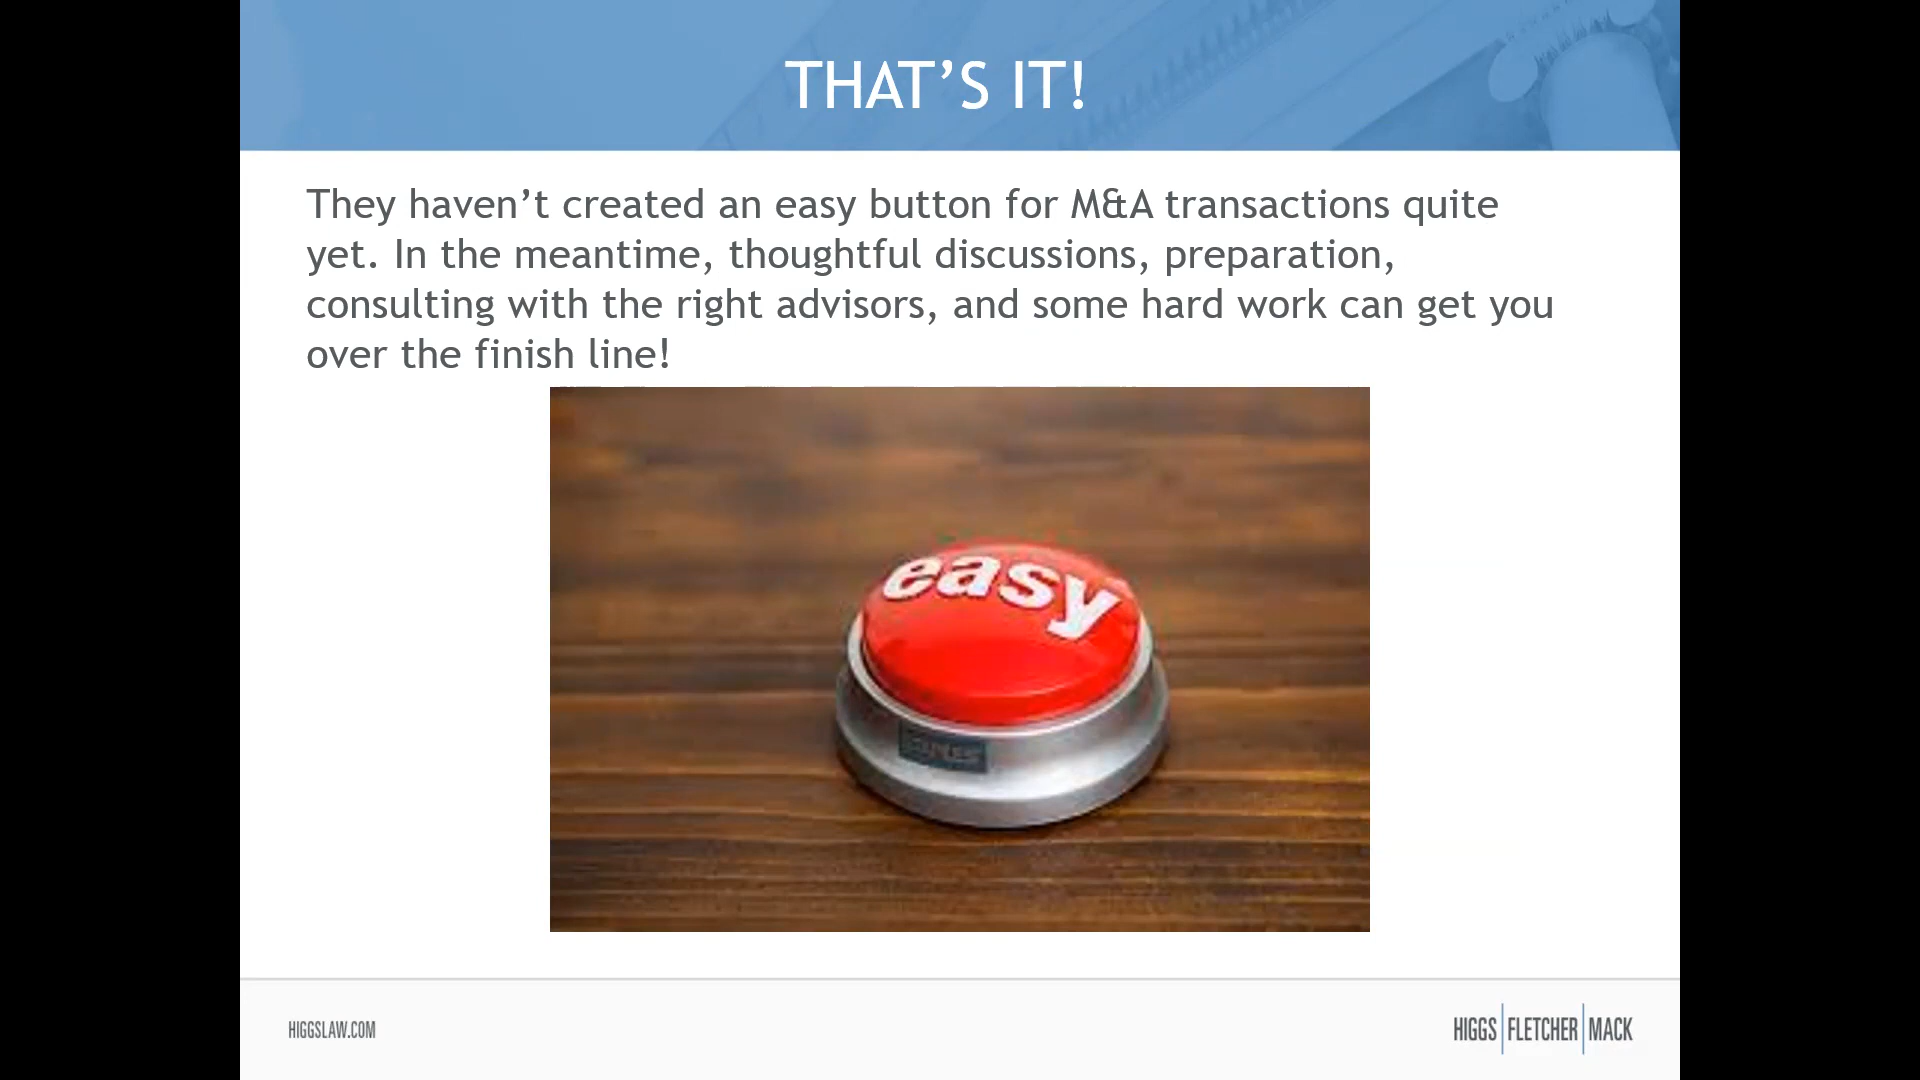 THAT’S IT!
They haven’t created an easy button for M&A transactions quite
yet. In the meantime, thoughtful discussions, preparation,
consulting with the right advisors, and some hard work can get you
over the finish line!
easy
HIGGSLAW.COM
HIGGS FLETCHER MACK